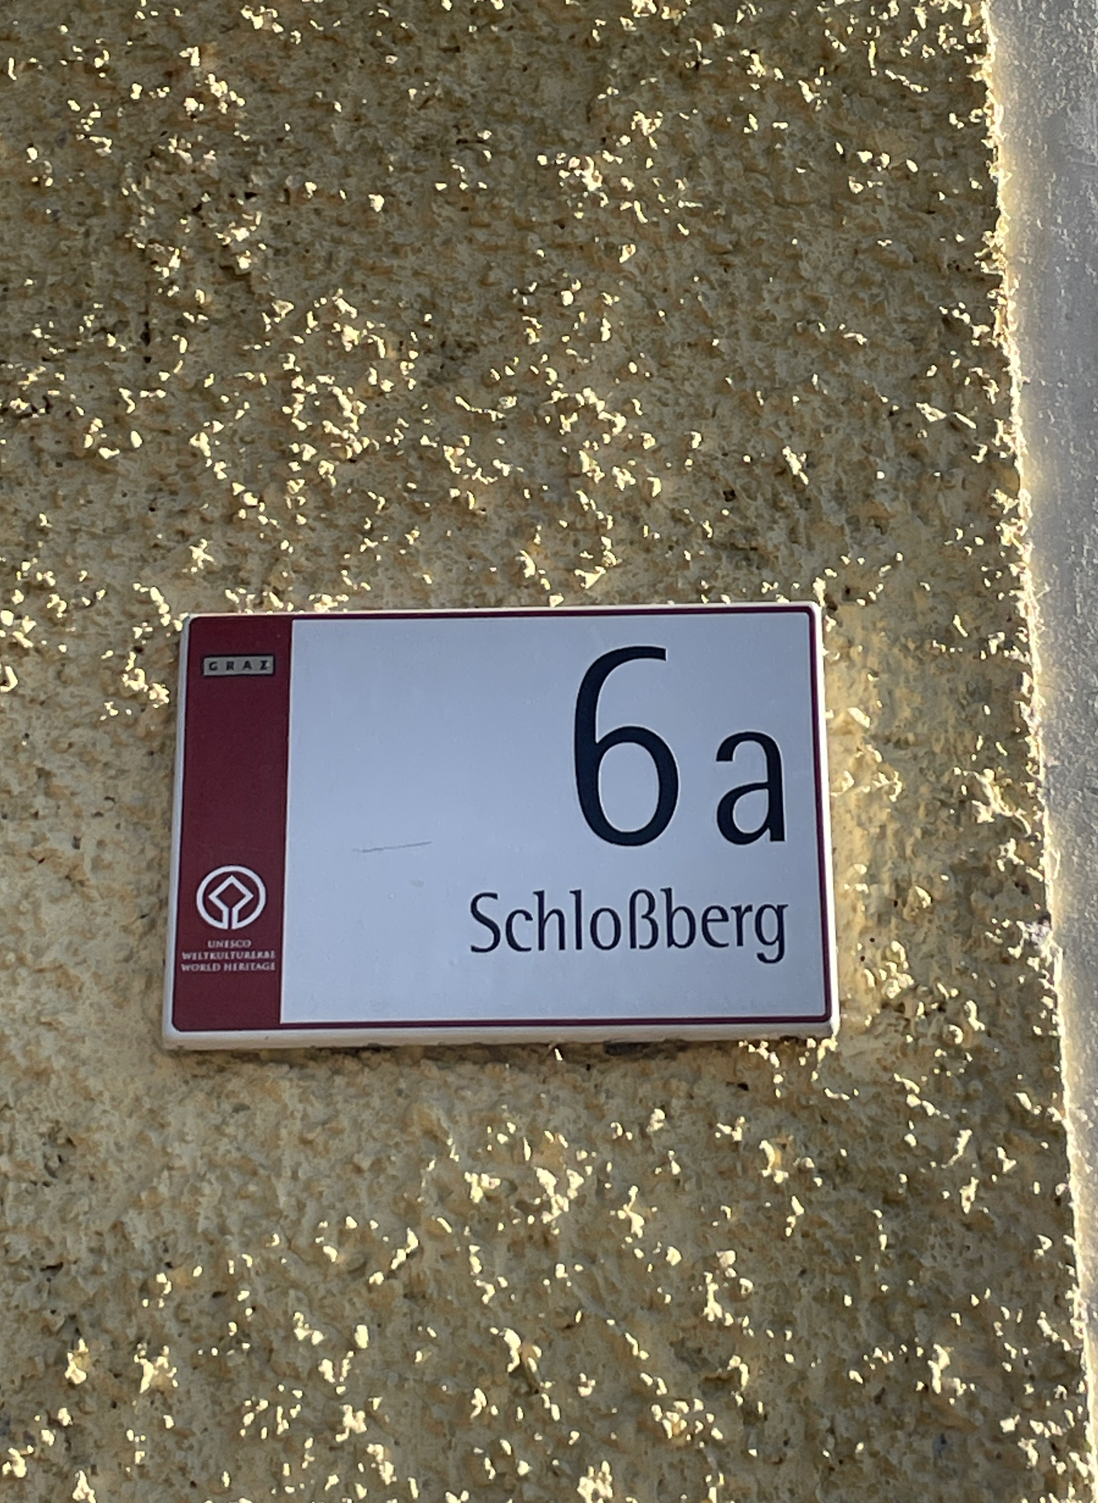 GRAZ
6a
Schloßberg
UNESCO
WELTKULTURERBE
WORLD HERITAGE